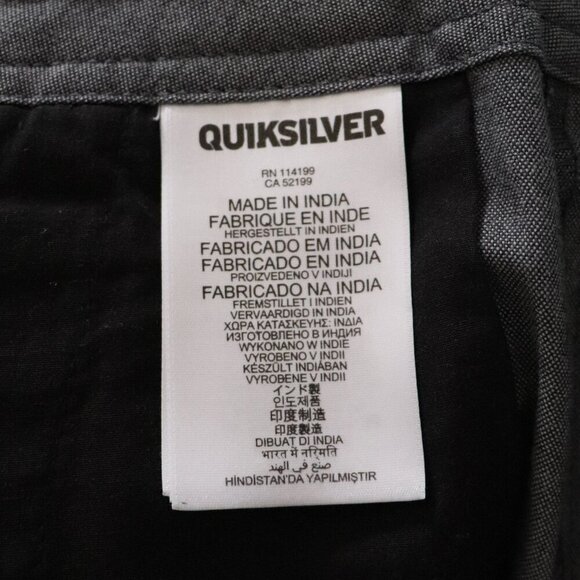 QUIKSILVER
RN 114199
CA 52199
MADE IN INDIA
FABRIQUE EN INDE
HERGESTELLT IN INDIEN
FABRICADO EM INDIA
FABRICADO EN INDIA
PROIZVEDENO V INDIJI
FABRICADO NA INDIA
FREMSTILLET I INDIEN
VERVAARDIGD IN INDIA
ΧΩΡΑ ΚΑΤΑΣΚΕΥΗΣ: ΙΝΔΙΑ
ИЗГОТОВЛЕНО В ИНДИЯ
WYKONANO W INDIE
VYROBENO V INDII
KÉSZÜLT INDIÁBAN
VYROBENE V INDII
インド製
인도제품
印度制造
印度製造
DIBUAT DI INDIA
भारत में नर्िमति
صنع في الهند
HİNDİSTAN'DA YAPILMIŞTIR